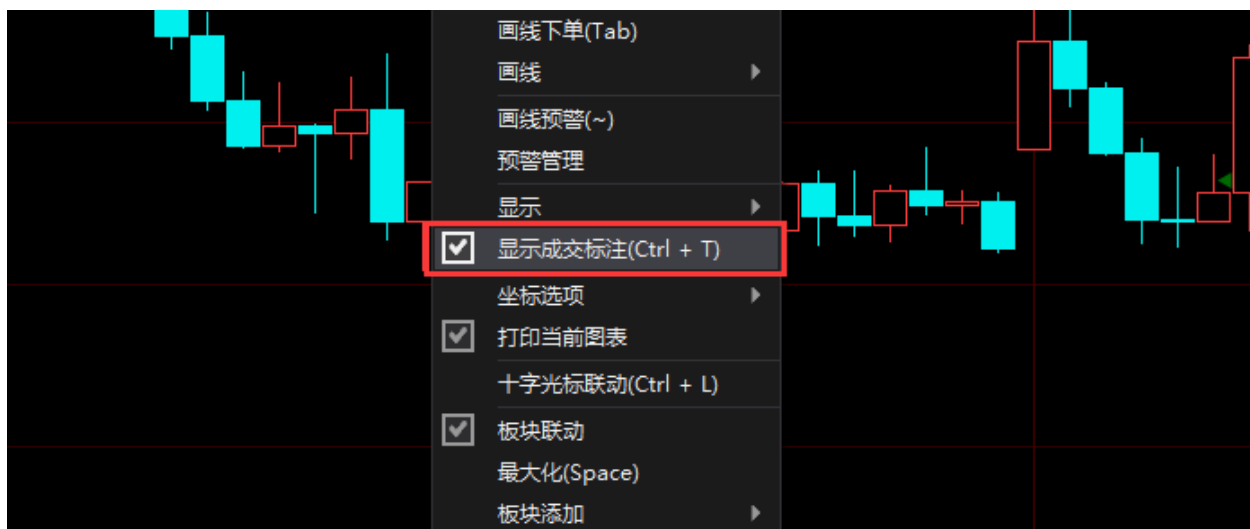 画线下单(Tab)
画线
画线预警(~)
预警管理
显示
显示成交标注(Ctrl + T)
坐标选项
打印当前图表
十字光标联动(Ctrl + L)
板块联动
最大化(Space)
板块添加